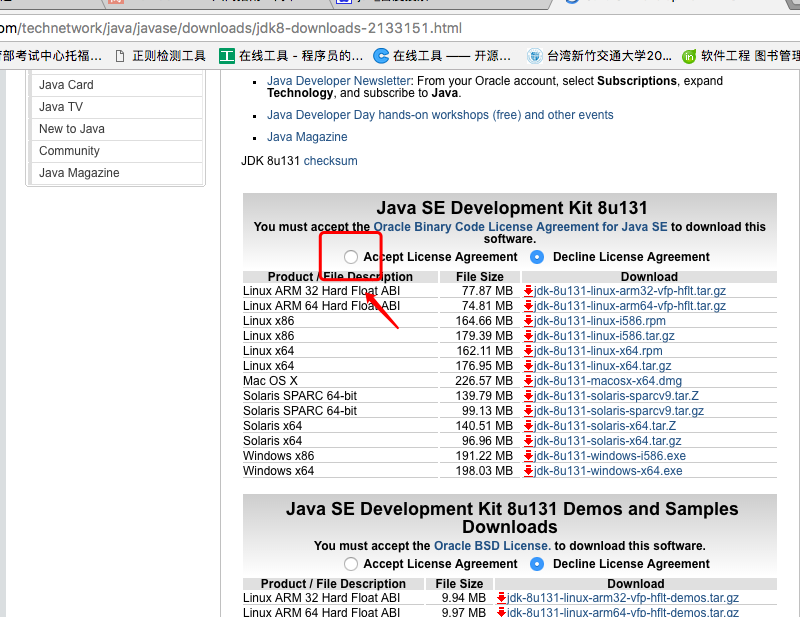 om/technetwork/java/javase/downloads/jdk8-downloads-2133151.html
育部考试中心托福...
正则检测工具
在线工具 - 程序员的...
在线工具 —— 开源...
台湾新竹交通大学20...
软件工程 图书管理
Java Card
Java TV
New to Java
Community
Java Magazine
Java Developer Newsletter: From your Oracle account, select Subscriptions, expand
Technology, and subscribe to Java.
Java Developer Day hands-on workshops (free) and other events
Java Magazine
JDK 8u131 checksum
Java SE Development Kit 8u131
You must accept the Oracle Binary Code License Agreement for Java SE to download this
software.
Accept License Agreement Decline License Agreement
Product / File Description File Size Download
Linux ARM 32 Hard Float ABI 77.87 MB jdk-8u131-linux-arm32-vfp-hflt.tar.gz
Linux ARM 64 Hard Float ABI 74.81 MB jdk-8u131-linux-arm64-vfp-hflt.tar.gz
Linux x86 164.66 MB jdk-8u131-linux-i586.rpm
Linux x86 179.39 MB jdk-8u131-linux-i586.tar.gz
Linux x64 162.11 MB jdk-8u131-linux-x64.rpm
Linux x64 176.95 MB jdk-8u131-linux-x64.tar.gz
Mac OS X 226.57 MB jdk-8u131-macosx-x64.dmg
Solaris SPARC 64-bit 139.79 MB jdk-8u131-solaris-sparcv9.tar.Z
Solaris SPARC 64-bit 99.13 MB jdk-8u131-solaris-sparcv9.tar.gz
Solaris x64 140.51 MB jdk-8u131-solaris-x64.tar.Z
Solaris x64 96.96 MB jdk-8u131-solaris-x64.tar.gz
Windows x86 191.22 MB jdk-8u131-windows-i586.exe
Windows x64 198.03 MB jdk-8u131-windows-x64.exe
Java SE Development Kit 8u131 Demos and Samples
Downloads
You must accept the Oracle BSD License. to download this software.
Accept License Agreement Decline License Agreement
Product / File Description File Size Download
Linux ARM 32 Hard Float ABI 9.94 MB jdk-8u131-linux-arm32-vfp-hflt-demos.tar.gz
Linux ARM 64 Hard Float ABI 9.97 MB jdk-8u131-linux-arm64-vfp-hflt-demos.tar.gz